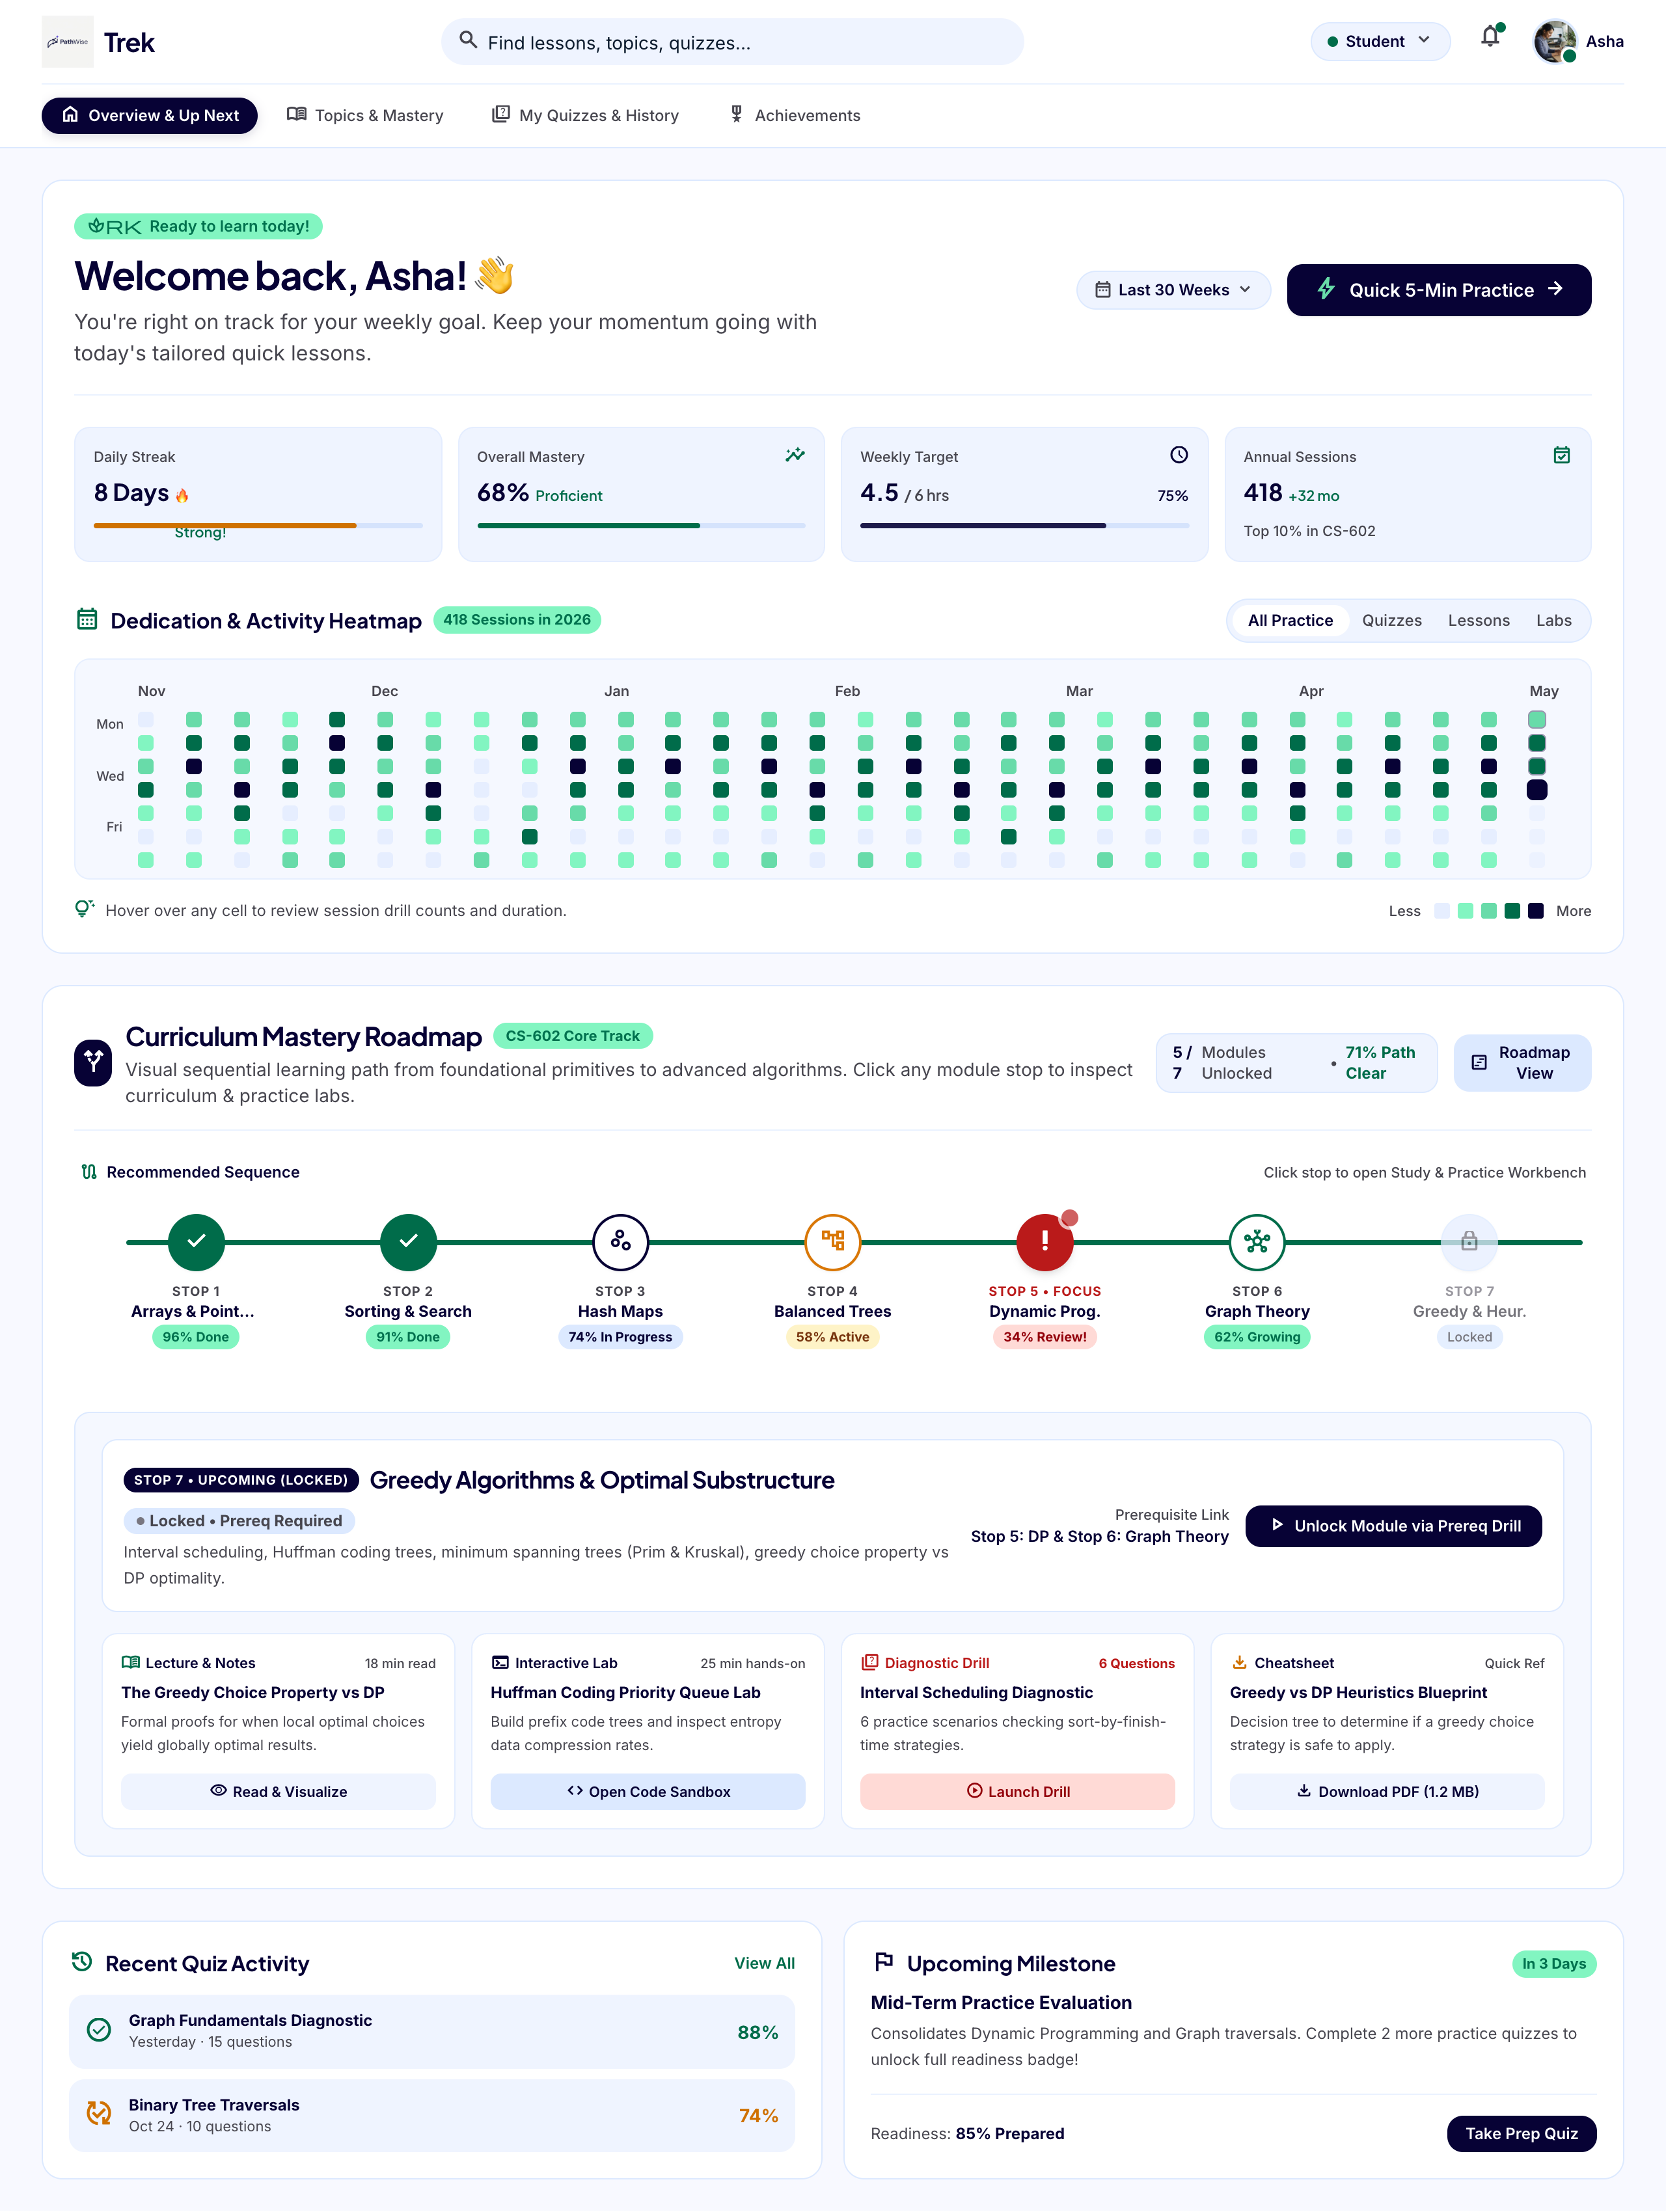 PathWise
Trek
Find lessons, topics, quizzes...
Student
Asha
Overview & Up Next
Topics & Mastery
My Quizzes & History
Achievements
RK Ready to learn today!
Welcome back, Asha! 👋
You're right on track for your weekly goal. Keep your momentum going with
today's tailored quick lessons.
Last 30 Weeks
Quick 5-Min Practice
Daily Streak
8 Days 🔥
Strong!
Overall Mastery
68% Proficient
Weekly Target
4.5 / 6 hrs
75%
Annual Sessions
418 +32 mo
Top 10% in CS-602
Dedication & Activity Heatmap
418 Sessions in 2026
All Practice
Quizzes
Lessons
Labs
Nov Dec Jan Feb Mar Apr May
Mon
Wed
Fri
Hover over any cell to review session drill counts and duration.
Less
More
Curriculum Mastery Roadmap
CS-602 Core Track
Visual sequential learning path from foundational primitives to advanced algorithms. Click any module stop to inspect
curriculum & practice labs.
5 /
7
Modules
Unlocked
•
71% Path
Clear
Roadmap
View
Recommended Sequence
Click stop to open Study & Practice Workbench
STOP 1
Arrays & Point...
96% Done
STOP 2
Sorting & Search
91% Done
STOP 3
Hash Maps
74% In Progress
STOP 4
Balanced Trees
58% Active
STOP 5 • FOCUS
Dynamic Prog.
34% Review!
STOP 6
Graph Theory
62% Growing
STOP 7
Greedy & Heur.
Locked
STOP 7 • UPCOMING (LOCKED)
Greedy Algorithms & Optimal Substructure
Locked • Prereq Required
Interval scheduling, Huffman coding trees, minimum spanning trees (Prim & Kruskal), greedy choice property vs
DP optimality.
Prerequisite Link
Stop 5: DP & Stop 6: Graph Theory
Unlock Module via Prereq Drill
Lecture & Notes
18 min read
The Greedy Choice Property vs DP
Formal proofs for when local optimal choices
yield globally optimal results.
Read & Visualize
Interactive Lab
25 min hands-on
Huffman Coding Priority Queue Lab
Build prefix code trees and inspect entropy
data compression rates.
Open Code Sandbox
Diagnostic Drill
6 Questions
Interval Scheduling Diagnostic
6 practice scenarios checking sort-by-finish-
time strategies.
Launch Drill
Cheatsheet
Quick Ref
Greedy vs DP Heuristics Blueprint
Decision tree to determine if a greedy choice
strategy is safe to apply.
Download PDF (1.2 MB)
Recent Quiz Activity
View All
Graph Fundamentals Diagnostic
Yesterday · 15 questions
88%
Binary Tree Traversals
Oct 24 · 10 questions
74%
Upcoming Milestone
In 3 Days
Mid-Term Practice Evaluation
Consolidates Dynamic Programming and Graph traversals. Complete 2 more practice quizzes to
unlock full readiness badge!
Readiness: 85% Prepared
Take Prep Quiz